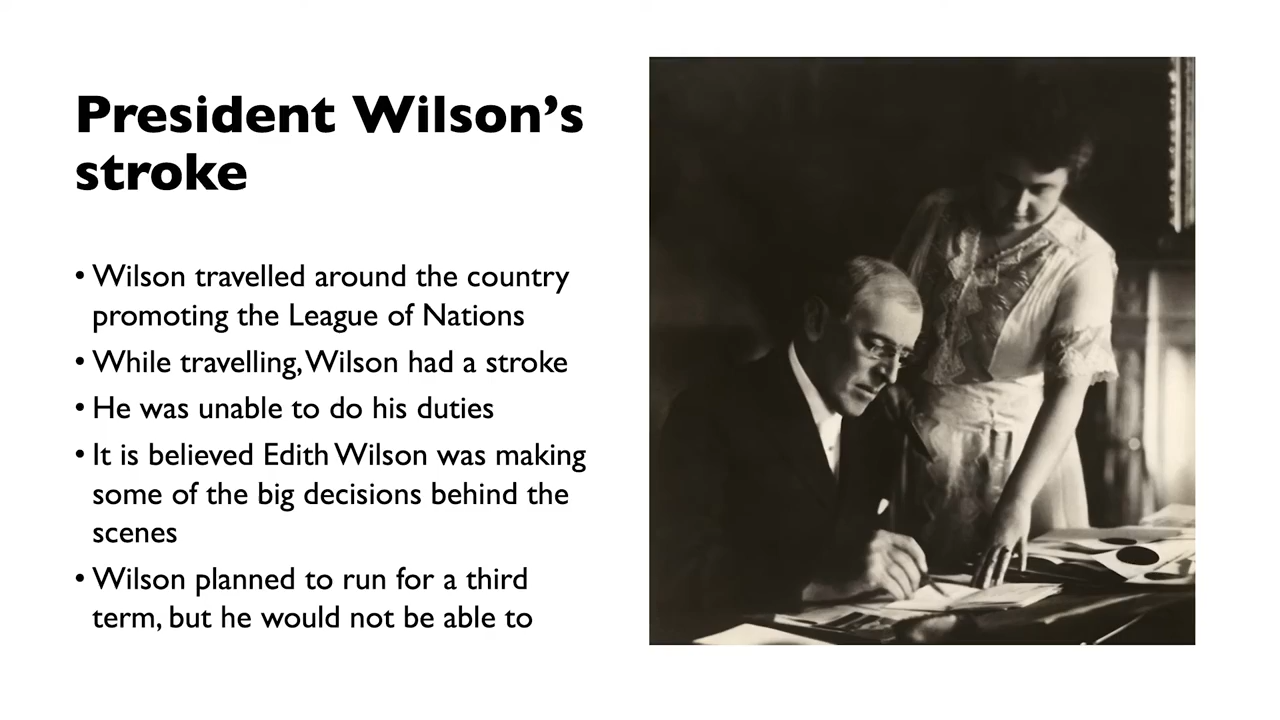 President Wilson’s
stroke
• Wilson travelled around the country
promoting the League of Nations
• While travelling, Wilson had a stroke
• He was unable to do his duties
• It is believed Edith Wilson was making
some of the big decisions behind the
scenes
• Wilson planned to run for a third
term, but he would not be able to